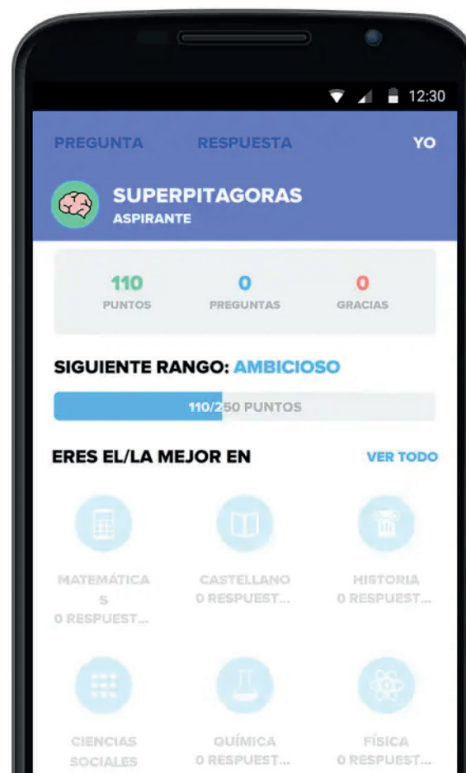 12:30
PREGUNTA RESPUESTA YO
SUPERPITAGORAS
ASPIRANTE
110 0 0
PUNTOS PREGUNTAS GRACIAS
SIGUIENTE RANGO: AMBICIOSO
110/250 PUNTOS
ERES EL/LA MEJOR EN VER TODO
MATEMÁTICA CASTELLANO HISTORIA
S 0 RESPUEST... 0 RESPUEST...
0 RESPUEST...
CIENCIAS QUÍMICA FÍSICA
SOCIALES 0 RESPUEST... 0 RESPUEST...